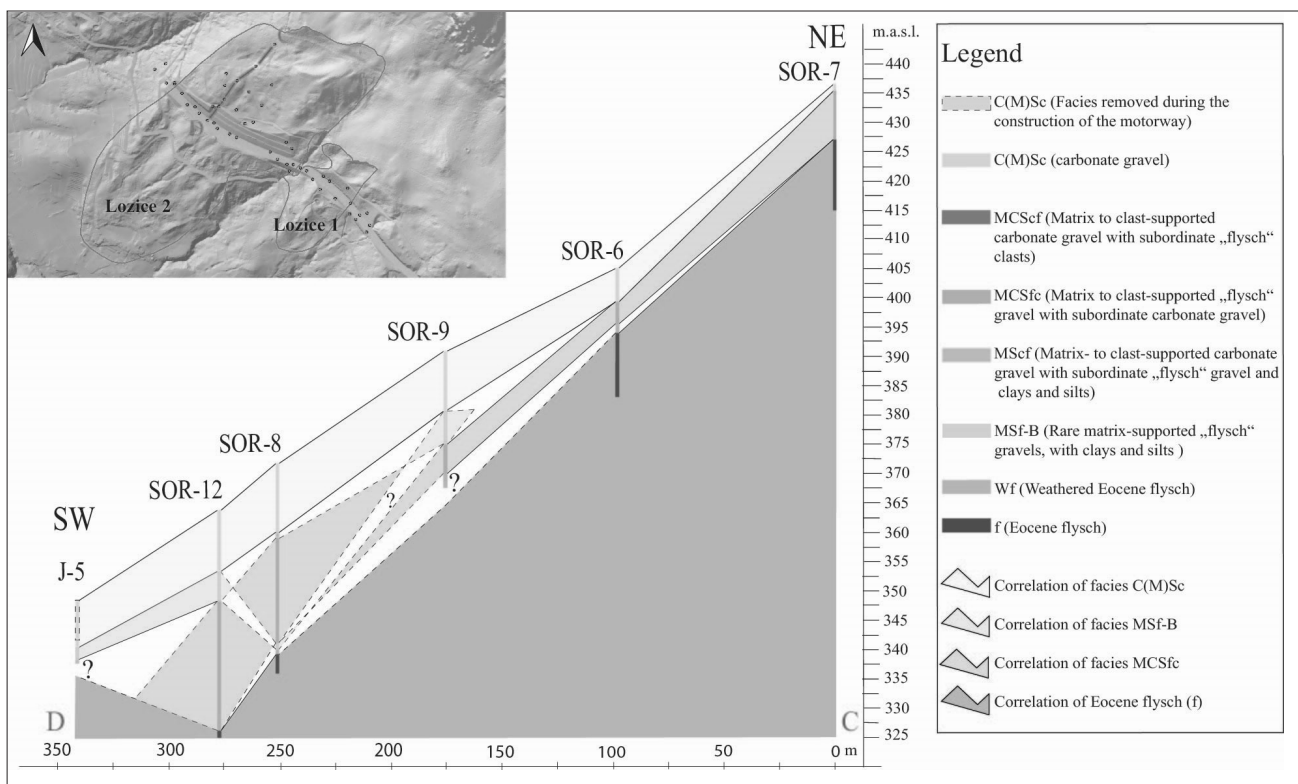 D
Lozice 2
Lozice 1
m.a.s.l.
NE
SOR-7
SOR-6
SOR-9
SOR-8
SOR-12
SW
J-5
?
?
?
D
C
440
435
430
425
420
415
410
405
400
395
390
385
380
375
370
365
360
355
350
345
340
335
330
325
350
300
250
200
150
100
50
0 m
Legend
C(M)Sc (Facies removed during the
construction of the motorway)
C(M)Sc (carbonate gravel)
MCScf (Matrix to clast-supported
carbonate gravel with subordinate „flysch“
clasts)
MCSfc (Matrix to clast-supported „flysch“
gravel with subordinate carbonate gravel)
MScf (Matrix- to clast-supported carbonate
gravel with subordinate „flysch“ gravel and
clays and silts)
MSf-B (Rare matrix-supported „flysch“
gravels, with clays and silts )
Wf (Weathered Eocene flysch)
f (Eocene flysch)
Correlation of facies C(M)Sc
Correlation of facies MSf-B
Correlation of facies MCSfc
Correlation of Eocene flysch (f)